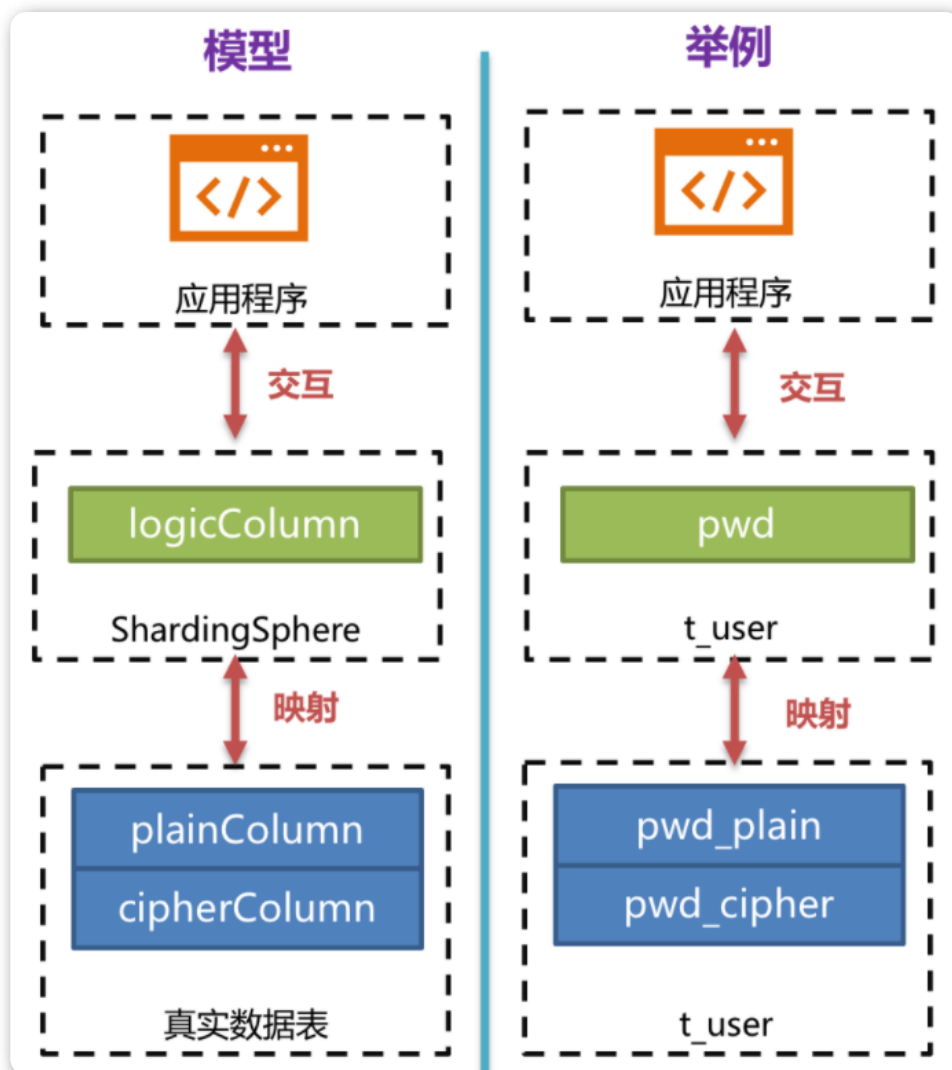 模型
应用程序
交互
logicColumn
ShardingSphere
映射
plainColumn
cipherColumn
真实数据表
举例
应用程序
交互
pwd
t_user
映射
pwd_plain
pwd_cipher
t_user